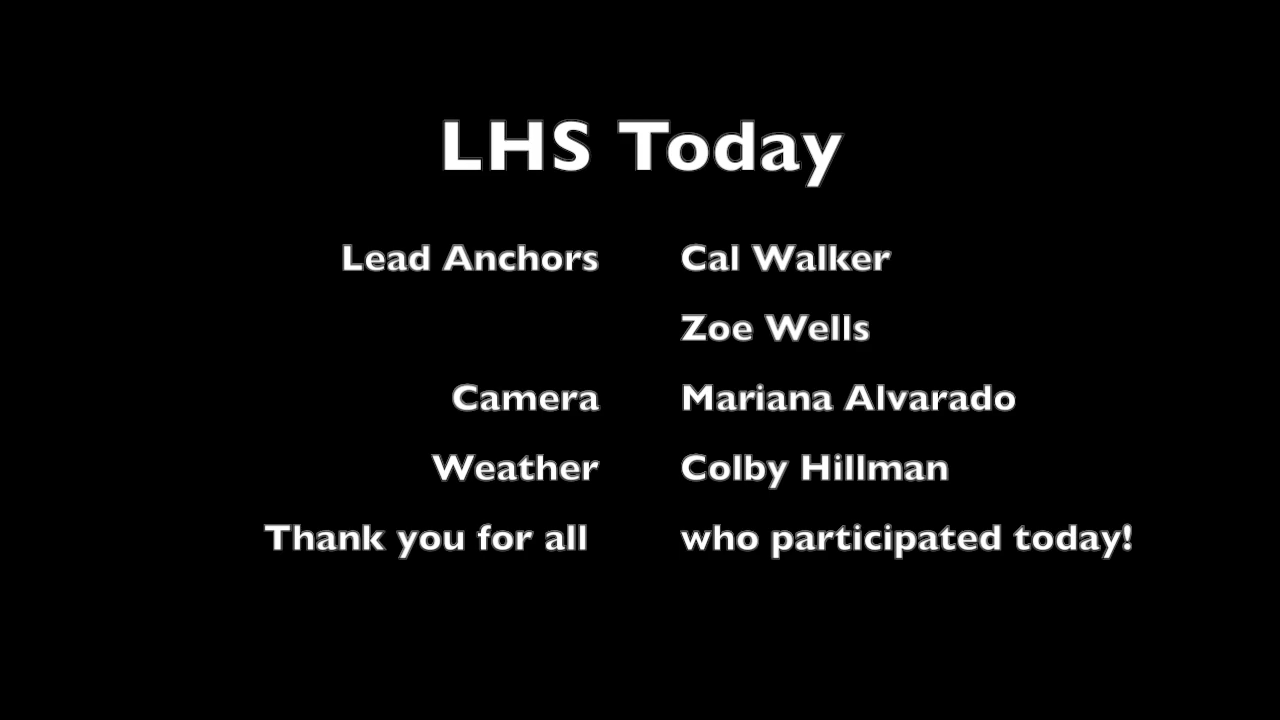 LHS Today
Lead Anchors Cal Walker
Zoe Wells
Camera Mariana Alvarado
Weather Colby Hillman
Thank you for all who participated today!